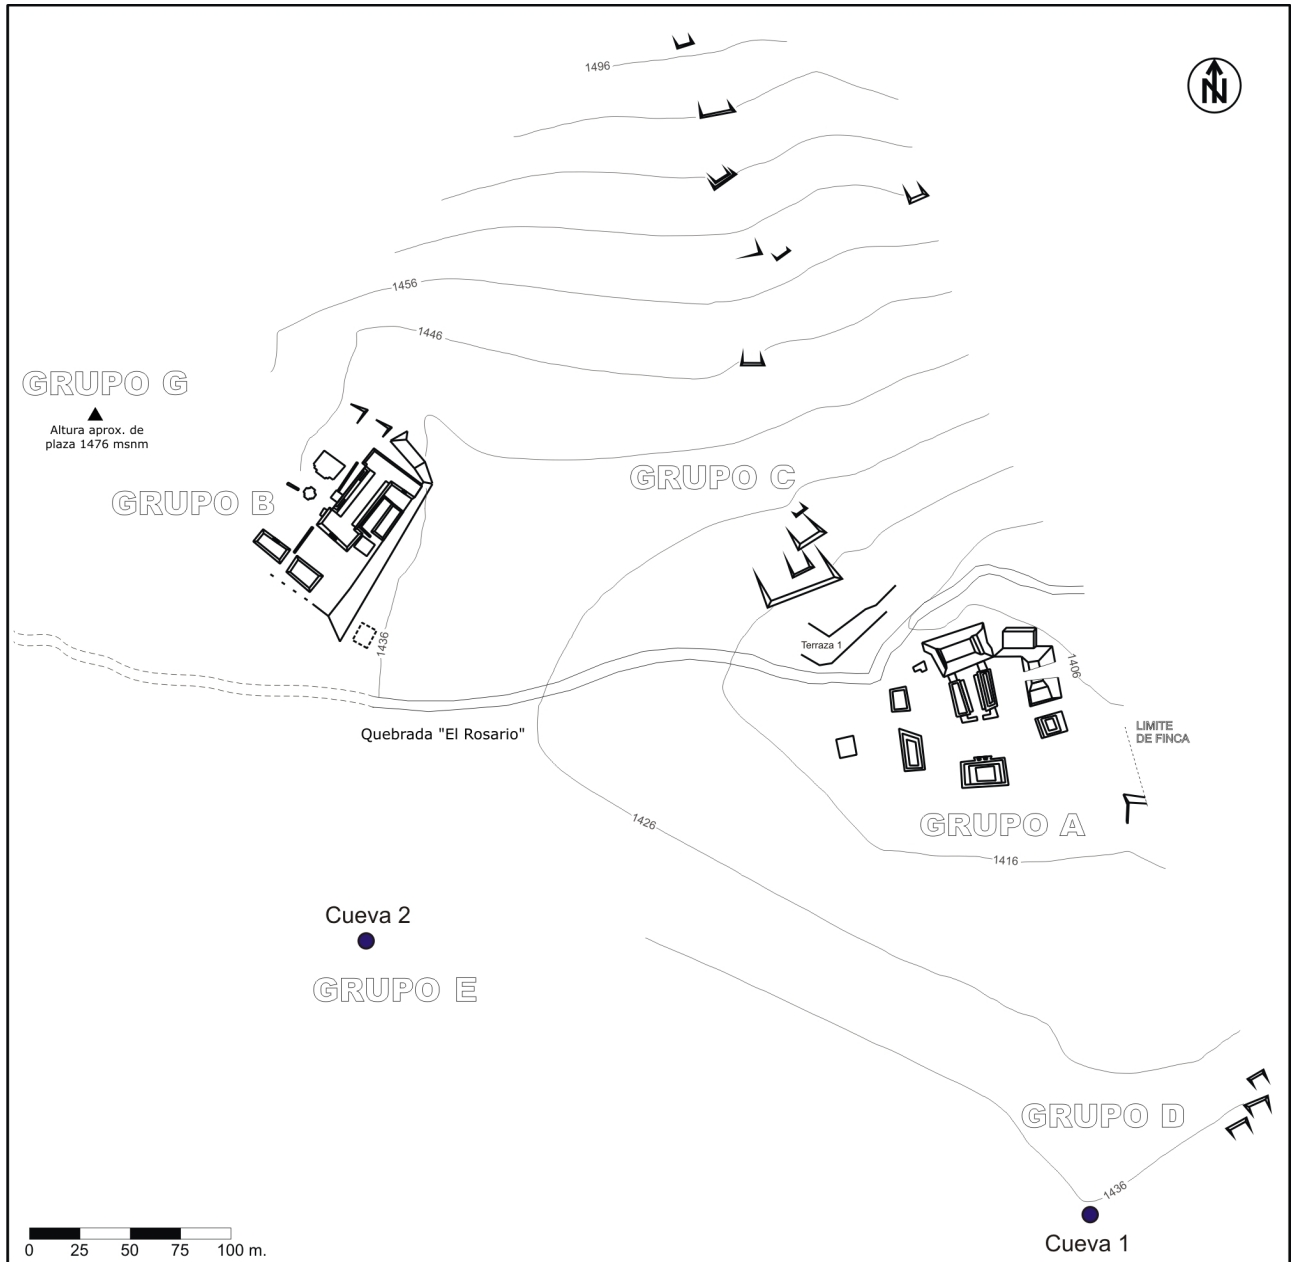 1496
N
1456
1446
GRUPO G
Altura aprox. de
plaza 1476 msnm
GRUPO C
GRUPO B
1436
Terraza 1
1406
Quebrada "El Rosario"
LIMITE
DE FINCA
1426
GRUPO A
1416
Cueva 2
GRUPO E
GRUPO D
1436
Cueva 1
0 25 50 75 100 m.